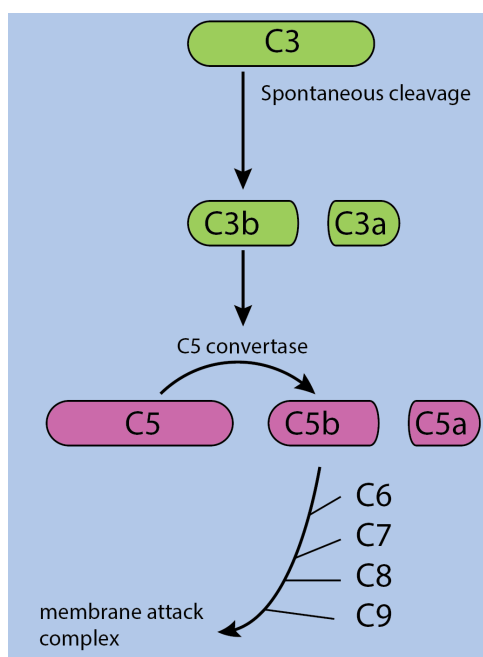 C3
Spontaneous cleavage
C3b
C3a
C5 convertase
C5
C5b
C5a
C6
C7
C8
C9
membrane attack
complex